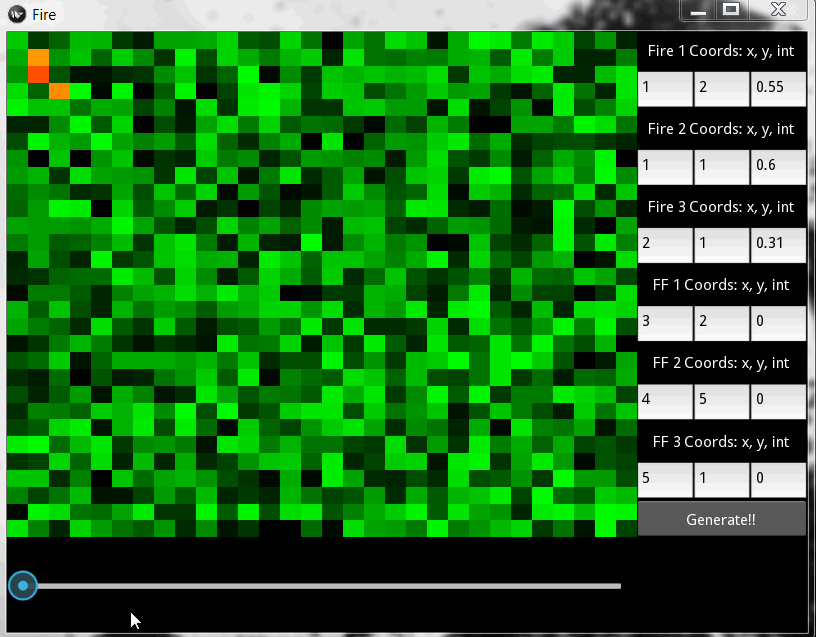 Fire
Fire 1 Coords: x, y, int
1 2 0.55
Fire 2 Coords: x, y, int
1 1 0.6
Fire 3 Coords: x, y, int
2 1 0.31
FF 1 Coords: x, y, int
3 2 0
FF 2 Coords: x, y, int
4 5 0
FF 3 Coords: x, y, int
5 1 0
Generate!!